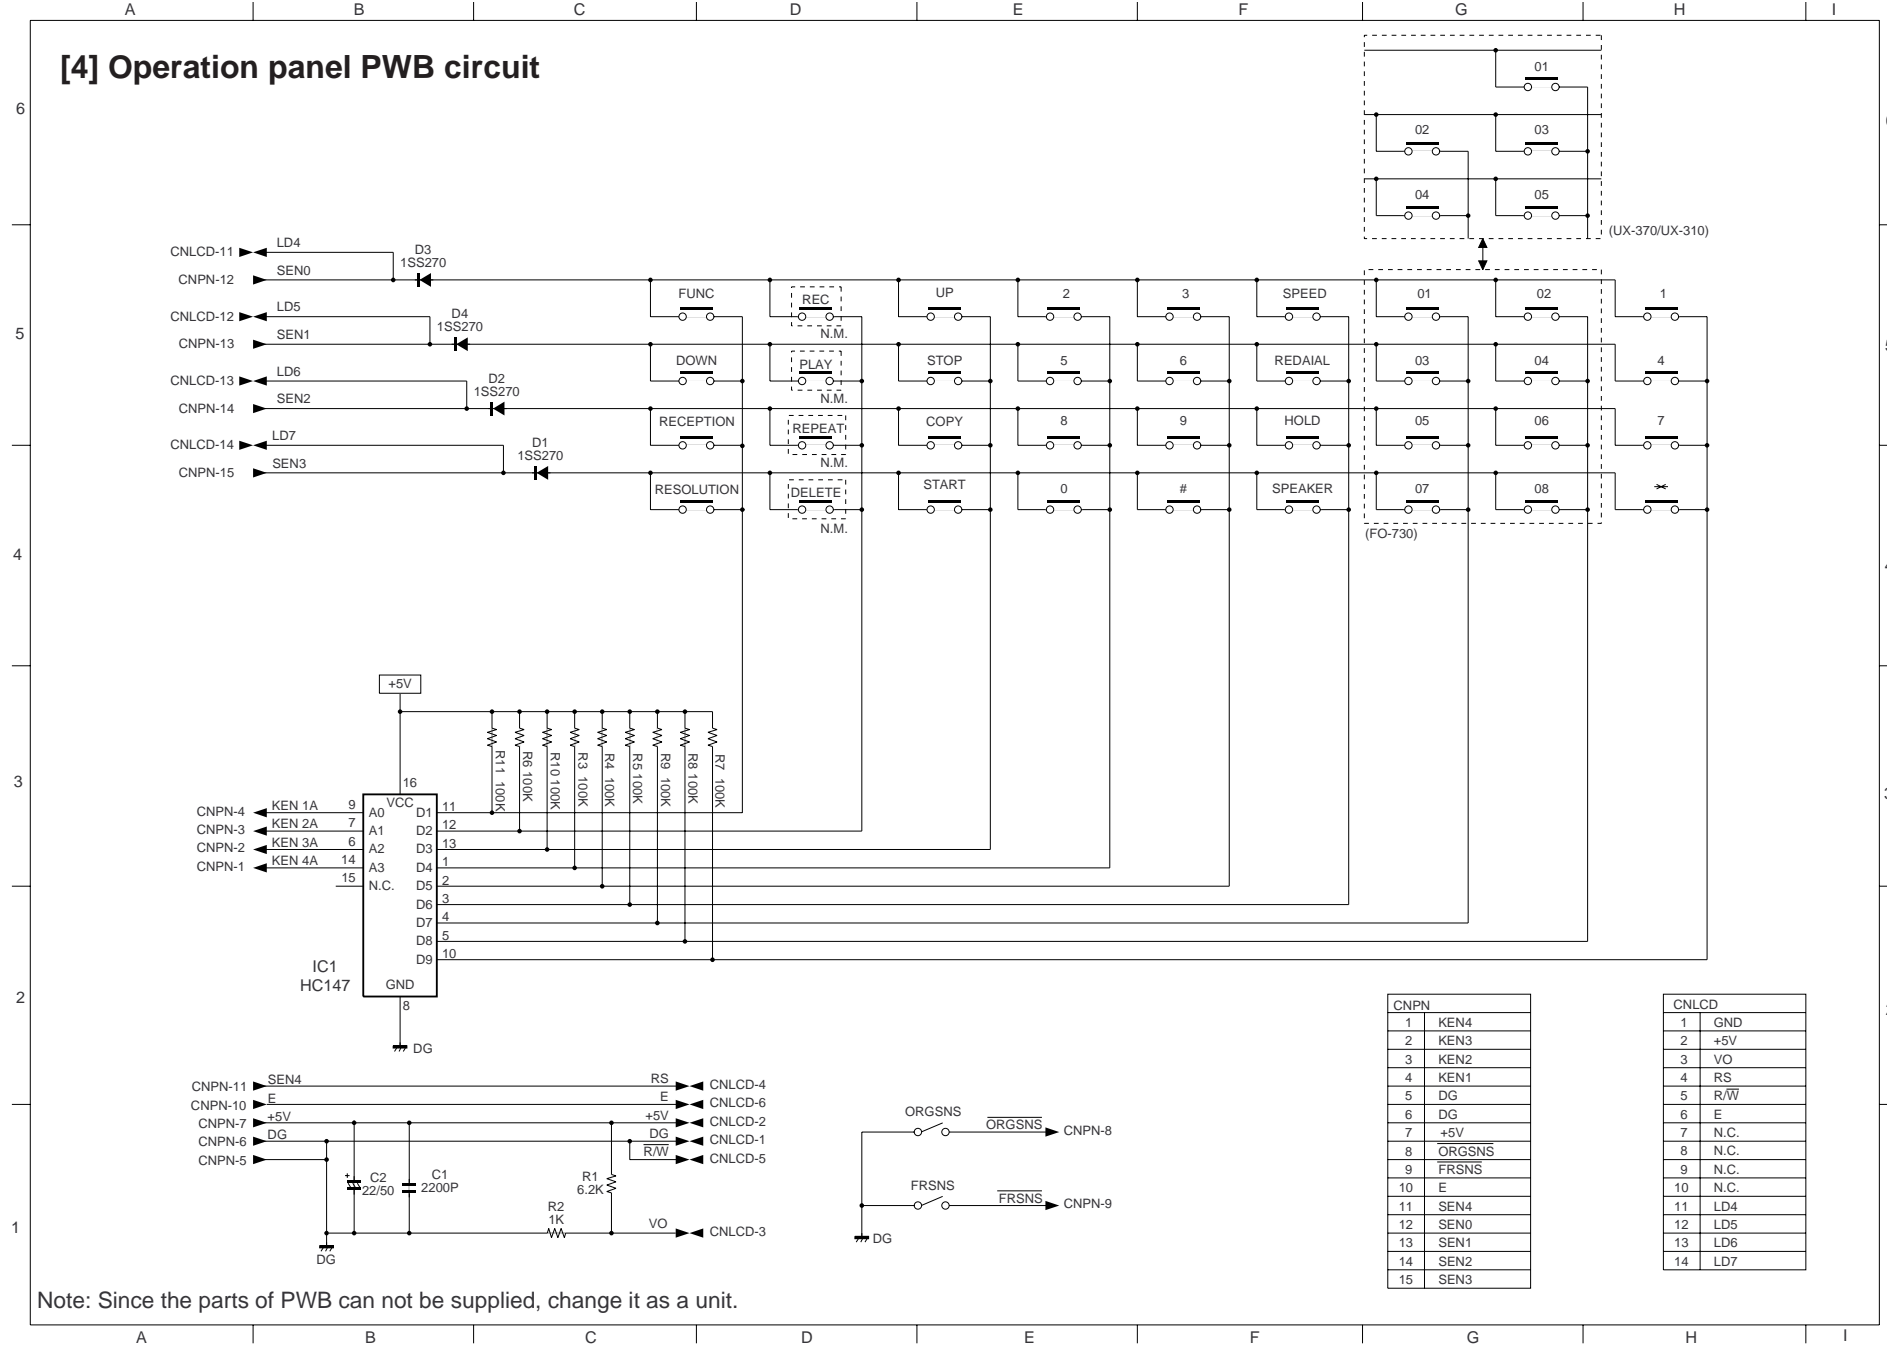 A B C D E F G H I
[4] Operation panel PWB circuit
6
01
02 03
04 05
(UX-370/UX-310)
CNLCD-11 LD4
D3
1SS270
CNPN-12 SEN0
CNLCD-12 LD5
D4
1SS270
CNPN-13 SEN1
CNLCD-13 LD6
D2
1SS270
CNPN-14 SEN2
CNLCD-14 LD7
D1
1SS270
CNPN-15 SEN3
5
FUNC REC UP 2 3 SPEED 01 02 1
N.M.
DOWN PLAY STOP 5 6 REDAIAL 03 04 4
N.M.
RECEPTION REPEAT COPY 8 9 HOLD 05 06 7
N.M.
RESOLUTION DELETE START 0 # SPEAKER 07 08 *
N.M.
(FO-730)
4
+5V
R11 100K
R6 100K
R10 100K
R3 100K
R4 100K
R5 100K
R9 100K
R8 100K
R7 100K
3
16
VCC
CNPN-4 KEN 1A 9 A0 D1 11
CNPN-3 KEN 2A 7 A1 D2 12
CNPN-2 KEN 3A 6 A2 D3 13
CNPN-1 KEN 4A 14 A3 D4 1
15 N.C. D5 2
D6 3
D7 4
D8 5
D9 10
IC1
HC147
GND
8
DG
2
CNPN-11 SEN4 RS CNLCD-4
CNPN-10 E E CNLCD-6
CNPN-7 +5V +5V CNLCD-2
CNPN-6 DG DG CNLCD-1
CNPN-5 R/W CNLCD-5
C2
22/50
C1
2200P
R1
6.2K
R2
1K
VO CNLCD-3
DG
ORGSNS ORGSNS CNPN-8
FRSNS FRSNS CNPN-9
DG
1
CNPN
1 KEN4
2 KEN3
3 KEN2
4 KEN1
5 DG
6 DG
7 +5V
8 ORGSNS
9 FRSNS
10 E
11 SEN4
12 SEN0
13 SEN1
14 SEN2
15 SEN3
CNLCD
1 GND
2 +5V
3 VO
4 RS
5 R/W
6 E
7 N.C.
8 N.C.
9 N.C.
10 N.C.
11 LD4
12 LD5
13 LD6
14 LD7
Note: Since the parts of PWB can not be supplied, change it as a unit.
A B C D E F G H I